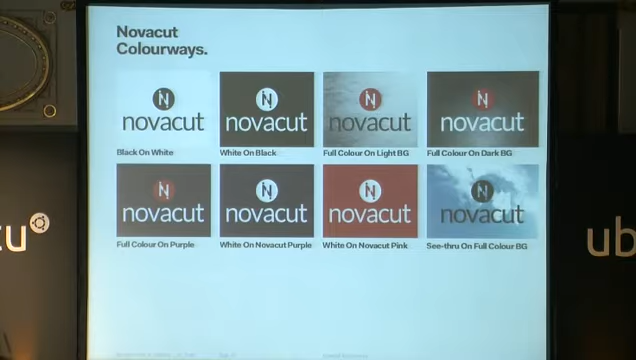 Novacut
Colourways.
N
novacut
N
novacut
N
novacut
N
novacut
Black On White
White On Black
Full Colour On Light BG
Full Colour On Dark BG
N
novacut
N
novacut
N
novacut
N
novacut
Full Colour On Purple
White On Novacut Purple
White On Novacut Pink
See-thru On Full Colour BG
tu
ub